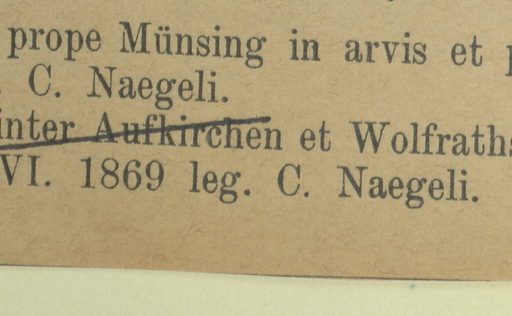 prope Münsing in arvis et
C. Naegeli.
inter Aufkirchen et Wolfraths
VI. 1869 leg. C. Naegeli.